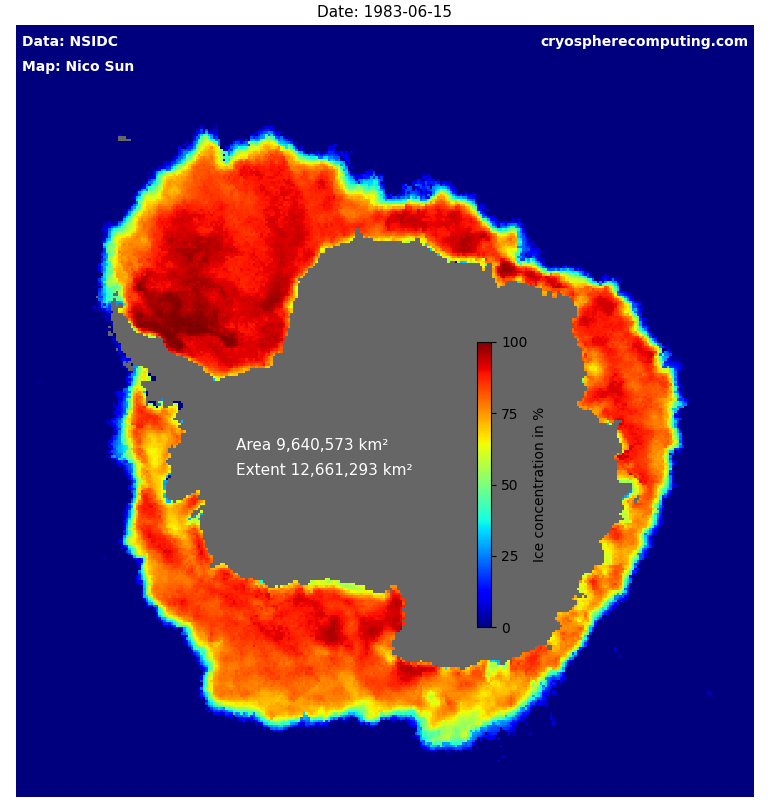 Date: 1983-06-15
Data: NSIDC
cryospherecomputing.com
Map: Nico Sun
100
75
50
25
0
Ice concentration in %
Area 9,640,573 km²
Extent 12,661,293 km²